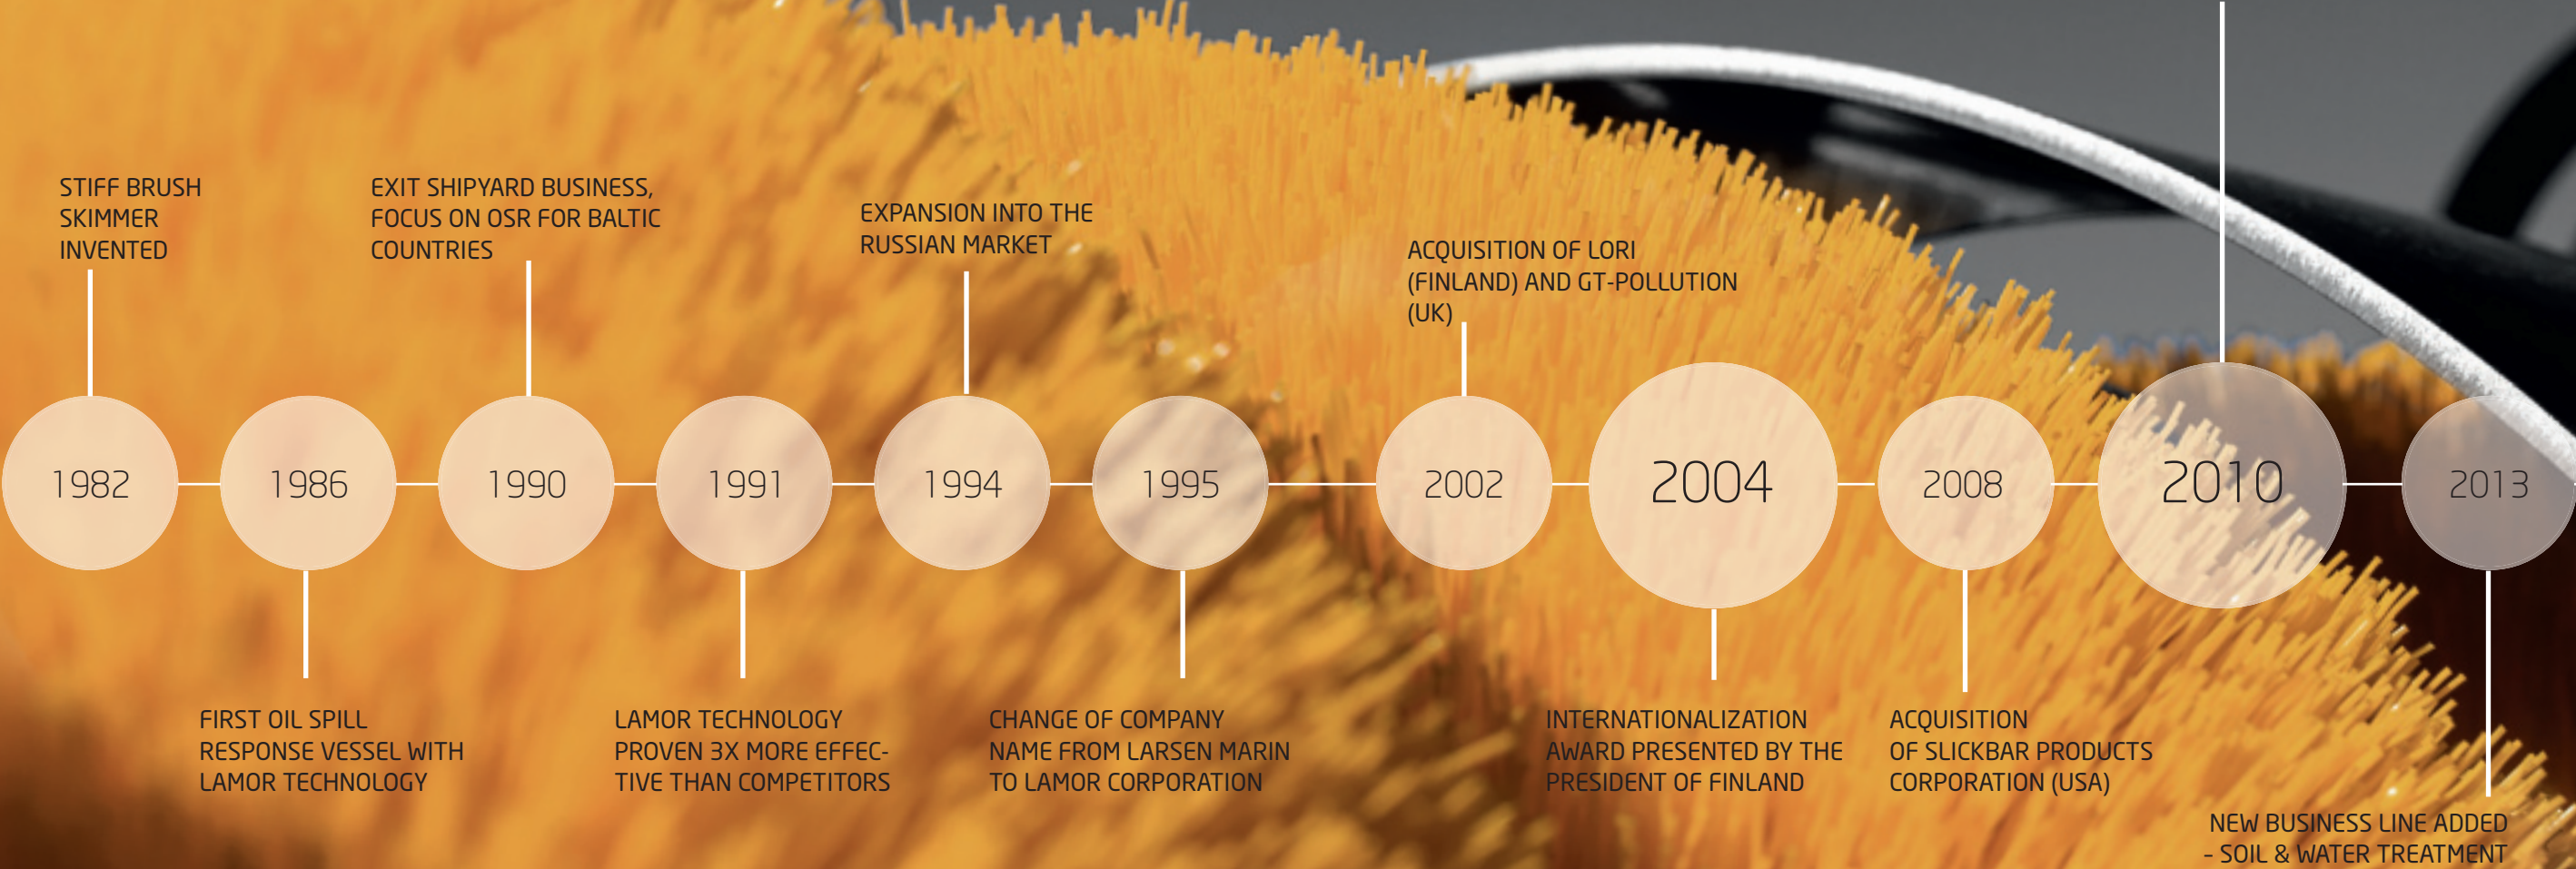 STIFF BRUSH
SKIMMER
INVENTED
EXIT SHIPYARD BUSINESS,
FOCUS ON OSR FOR BALTIC
COUNTRIES
EXPANSION INTO THE
RUSSIAN MARKET
ACQUISITION OF LORI
(FINLAND) AND GT-POLLUTION
(UK)
1982
1986
1990
1991
1994
1995
2002
2004
2008
2010
2013
FIRST OIL SPILL
RESPONSE VESSEL WITH
LAMOR TECHNOLOGY
LAMOR TECHNOLOGY
PROVEN 3X MORE EFFEC-
TIVE THAN COMPETITORS
CHANGE OF COMPANY
NAME FROM LARSEN MARIN
TO LAMOR CORPORATION
INTERNATIONALIZATION
AWARD PRESENTED BY THE
PRESIDENT OF FINLAND
ACQUISITION
OF SLICKBAR PRODUCTS
CORPORATION (USA)
NEW BUSINESS LINE ADDED
– SOIL & WATER TREATMENT